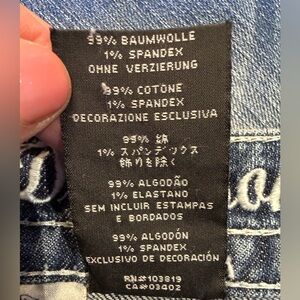 99% BAUMWOLLE
1% SPANDEX
OHNE VERZIERUNG
99% COTONE
1% SPANDEX
DECORAZIONE ESCLUSIVA
99% 綿
1% スパンデックス
飾りを除く
99% ALGODÃO
1% ELASTANO
SEM INCLUIR ESTAMPAS
E BORDADOS
99% ALGODÓN
1% SPANDEX
EXCLUSIVO DE DECORACIÓN
RN#103819
CA#03402